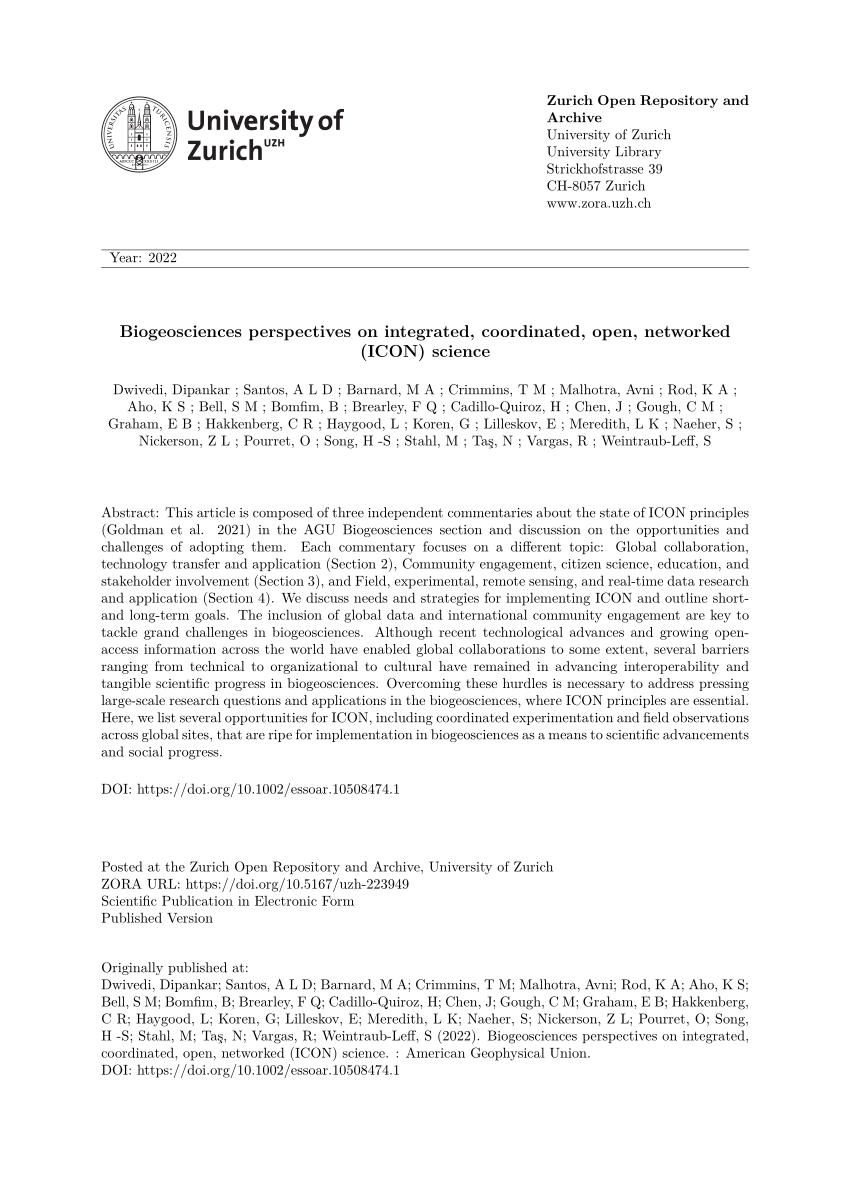 University of
Zurich UZH
Zurich Open Repository and
Archive
University of Zurich
University Library
Strickhofstrasse 39
CH-8057 Zurich
www.zora.uzh.ch
Year: 2022
Biogeosciences perspectives on integrated, coordinated, open, networked
(ICON) science
Dwivedi, Dipankar ; Santos, A L D ; Barnard, M A ; Crimmins, T M ; Malhotra, Avni ; Rod, K A ;
Aho, K S ; Bell, S M ; Bomfim, B ; Brearley, F Q ; Cadillo-Quiroz, H ; Chen, J ; Gough, C M ;
Graham, E B ; Hakkenberg, C R ; Haygood, L ; Koren, G ; Lilleskov, E ; Meredith, L K ; Naeher, S ;
Nickerson, Z L ; Pourret, O ; Song, H -S ; Stahl, M ; Taş, N ; Vargas, R ; Weintraub-Leff, S
Abstract: This article is composed of three independent commentaries about the state of ICON principles
(Goldman et al. 2021) in the AGU Biogeosciences section and discussion on the opportunities and
challenges of adopting them. Each commentary focuses on a different topic: Global collaboration,
technology transfer and application (Section 2), Community engagement, citizen science, education, and
stakeholder involvement (Section 3), and Field, experimental, remote sensing, and real-time data research
and application (Section 4). We discuss needs and strategies for implementing ICON and outline short-
and long-term goals. The inclusion of global data and international community engagement are key to
tackle grand challenges in biogeosciences. Although recent technological advances and growing open-
access information across the world have enabled global collaborations to some extent, several barriers
ranging from technical to organizational to cultural have remained in advancing interoperability and
tangible scientific progress in biogeosciences. Overcoming these hurdles is necessary to address pressing
large-scale research questions and applications in the biogeosciences, where ICON principles are essential.
Here, we list several opportunities for ICON, including coordinated experimentation and field observations
across global sites, that are ripe for implementation in biogeosciences as a means to scientific advancements
and social progress.
DOI: https://doi.org/10.1002/essoar.10508474.1
Posted at the Zurich Open Repository and Archive, University of Zurich
ZORA URL: https://doi.org/10.5167/uzh-223949
Scientific Publication in Electronic Form
Published Version
Originally published at:
Dwivedi, Dipankar; Santos, A L D; Barnard, M A; Crimmins, T M; Malhotra, Avni; Rod, K A; Aho, K S;
Bell, S M; Bomfim, B; Brearley, F Q; Cadillo-Quiroz, H; Chen, J; Gough, C M; Graham, E B; Hakkenberg,
C R; Haygood, L; Koren, G; Lilleskov, E; Meredith, L K; Naeher, S; Nickerson, Z L; Pourret, O; Song,
H -S; Stahl, M; Taş, N; Vargas, R; Weintraub-Leff, S (2022). Biogeosciences perspectives on integrated,
coordinated, open, networked (ICON) science. : American Geophysical Union.
DOI: https://doi.org/10.1002/essoar.10508474.1